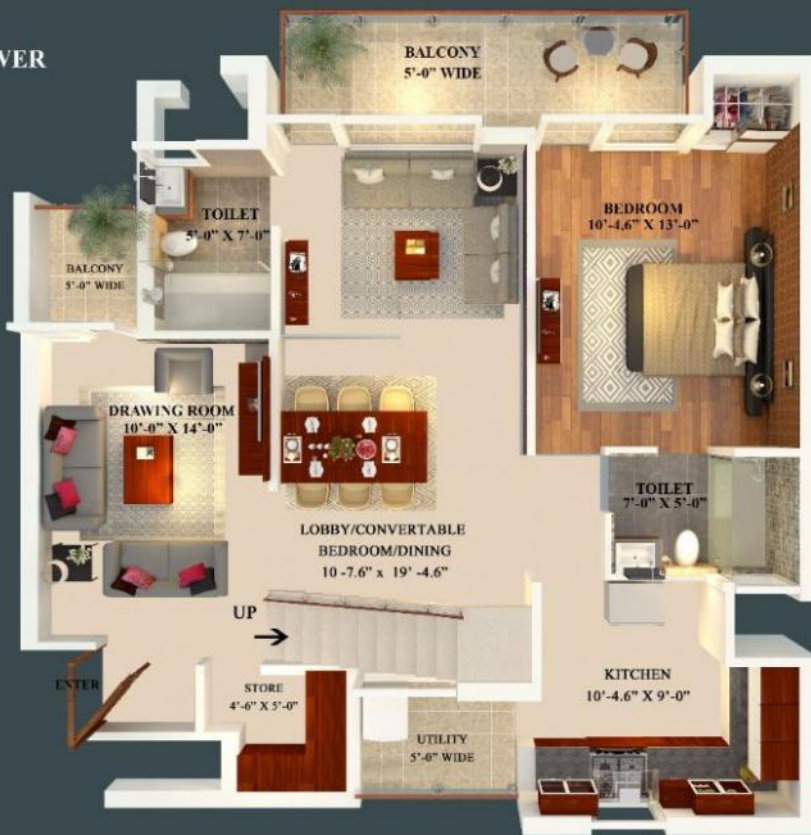 WER
BALCONY
5'-0" WIDE
TOILET
5'-0" X 7'-0"
BEDROOM
10'-4.6" X 13'-0"
BALCONY
5'-0" WIDE
DRAWING ROOM
10'-0" X 14'-0"
TOILET
7'-0" X 5'-0"
LOBBY/CONVERTABLE
BEDROOM/DINING
10 -7.6" x 19' -4.6"
UP
ENTER
STORE
4'-6" X 5'-0"
KITCHEN
10'-4.6" X 9'-0"
UTILITY
5'-0" WIDE